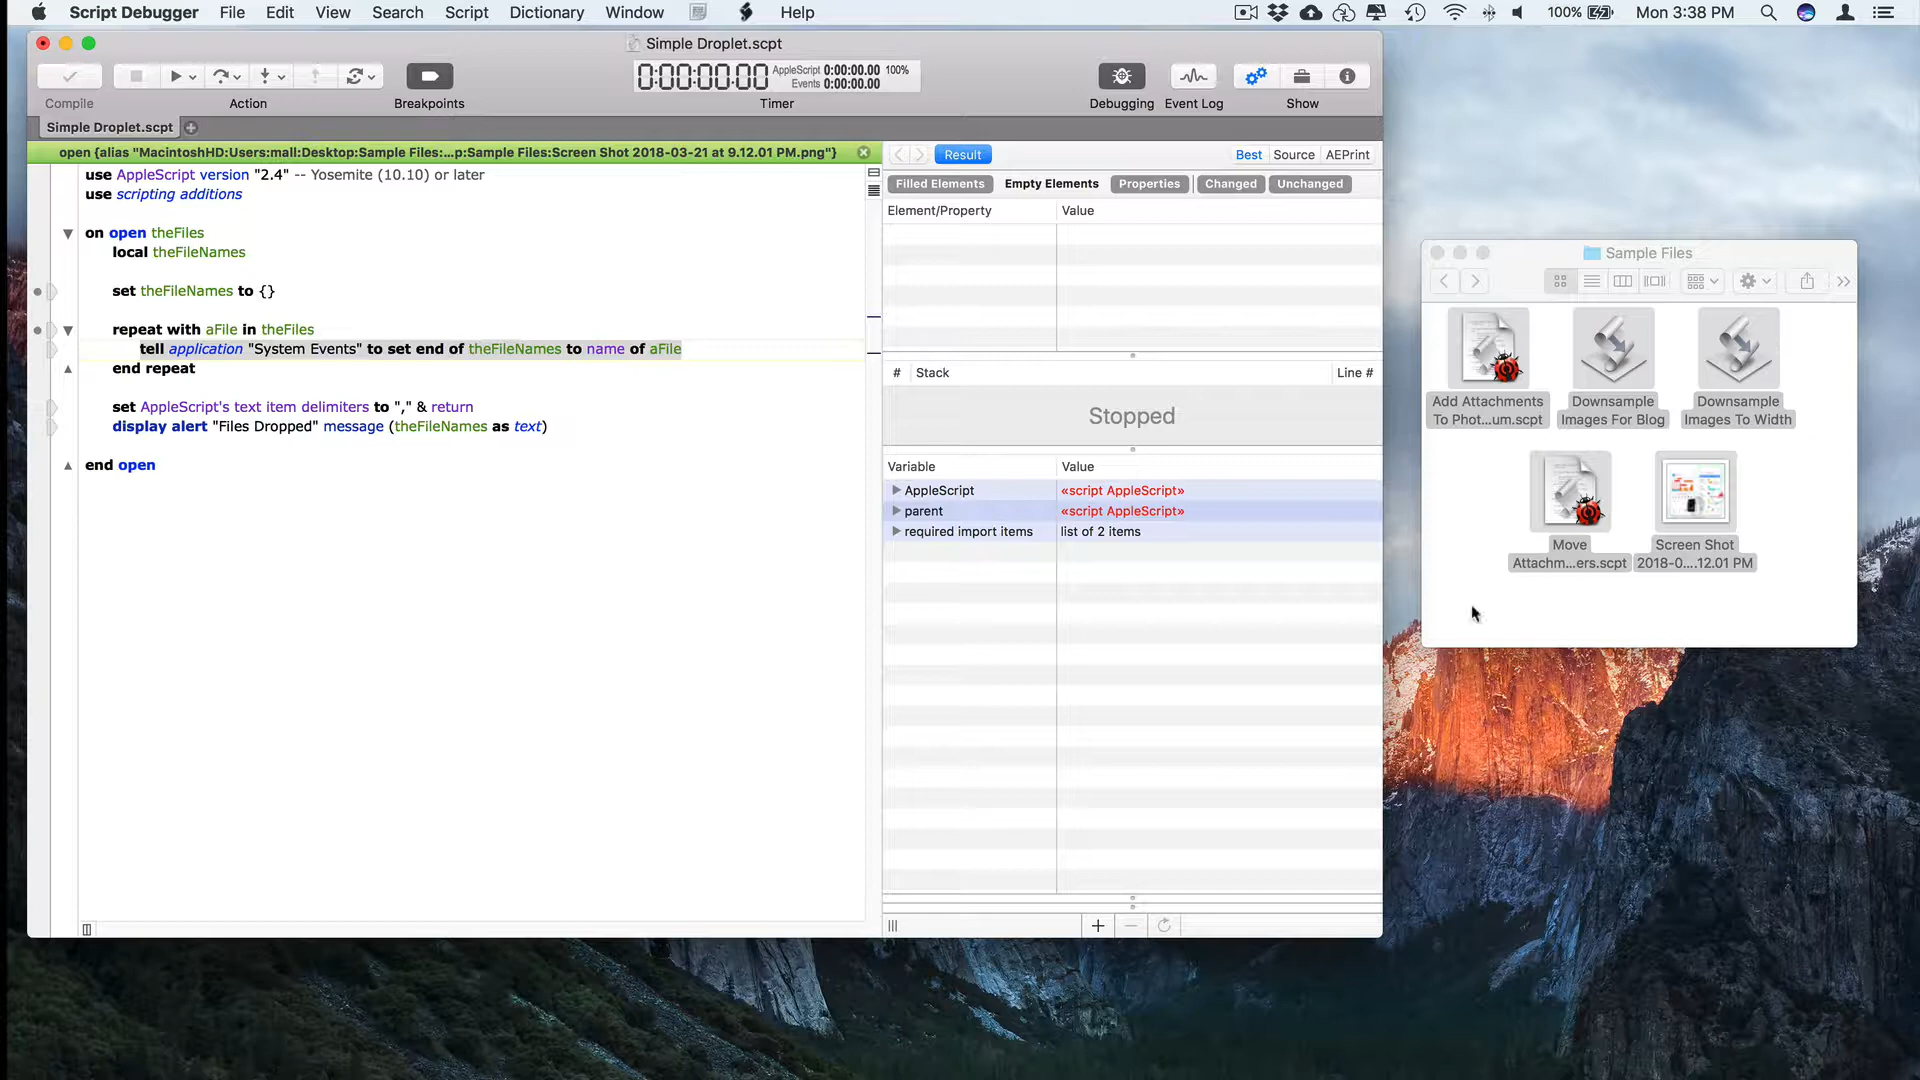 Script Debugger File Edit View Search Script Dictionary Window Help 100% Mon 3:38 PM
Simple Droplet.scpt
0:00:00.00 AppleScript 0:00:00.00 100%
Events 0:00:00.00
Compile Action Breakpoints Timer Debugging Event Log Show
Simple Droplet.scpt
open {alias "MacintoshHD:Users:mall:Desktop:Sample Files:...p:Sample Files:Screen Shot 2018-03-21 at 9.12.01 PM.png"}
use AppleScript version "2.4" -- Yosemite (10.10) or later
use scripting additions
on open theFiles
local theFileNames
set theFileNames to {}
repeat with aFile in theFiles
tell application "System Events" to set end of theFileNames to name of aFile
end repeat
set AppleScript's text item delimiters to "," & return
display alert "Files Dropped" message (theFileNames as text)
end open
Result Best Source AEPrint
Filled Elements Empty Elements Properties Changed Unchanged
Element/Property Value
# Stack Line #
Stopped
Variable Value
AppleScript «script AppleScript»
parent «script AppleScript»
required import items list of 2 items
Sample Files
Add Attachments
To Phot...um.scpt
Downsample
Images For Blog
Downsample
Images To Width
Move
Attachm...ers.scpt
Screen Shot
2018-0....12.01 PM